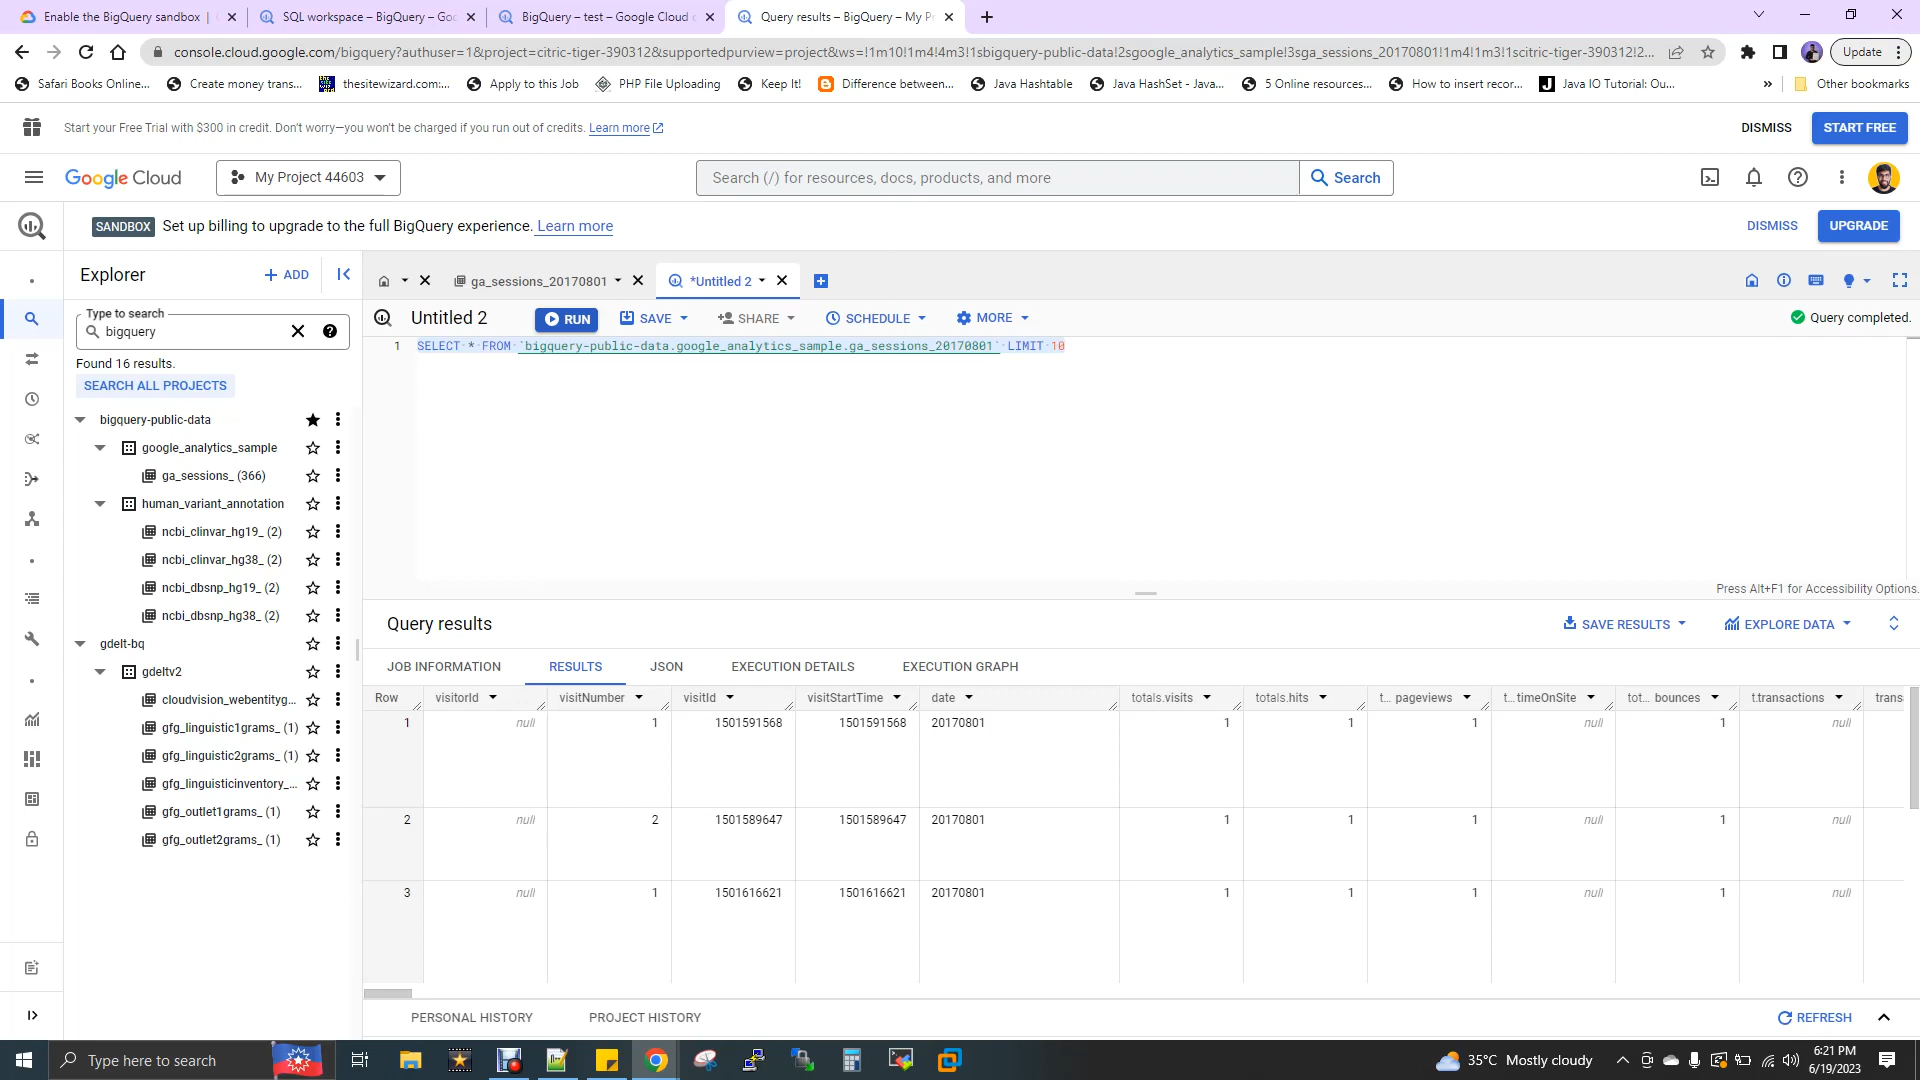 Enable the BigQuery sandbox |
SQL workspace – BigQuery – Goo
BigQuery – test – Google Cloud c
Query results – BigQuery – My Pr
console.cloud.google.com/bigquery?authuser=1&project=citric-tiger-390312&supportedpurview=project&ws=!1m10!1m4!4m3!1sbigquery-public-data!2sgoogle_analytics_sample!3sga_sessions_20170801!1m4!1m3!1scitric-tiger-390312!2...
Update
Safari Books Online...
Create money trans...
thesitewizard.com:...
Apply to this Job
PHP File Uploading
Keep It!
Difference between...
Java Hashtable
Java HashSet - Java...
5 Online resources...
How to insert recor...
Java IO Tutorial: Ou...
»
Other bookmarks
Start your Free Trial with $300 in credit. Don't worry—you won't be charged if you run out of credits. Learn more
DISMISS
START FREE
Google Cloud
My Project 44603
Search (/) for resources, docs, products, and more
Search
SANDBOX Set up billing to upgrade to the full BigQuery experience. Learn more
DISMISS
UPGRADE
Explorer
+ ADD
Type to search
bigquery
Found 16 results.
SEARCH ALL PROJECTS
bigquery-public-data
google_analytics_sample
ga_sessions_ (366)
human_variant_annotation
ncbi_clinvar_hg19_ (2)
ncbi_clinvar_hg38_ (2)
ncbi_dbsnp_hg19_ (2)
ncbi_dbsnp_hg38_ (2)
gdelt-bq
gdeltv2
cloudvision_webentityg...
gfg_linguistic1grams_ (1)
gfg_linguistic2grams_ (1)
gfg_linguisticinventory_...
gfg_outlet1grams_ (1)
gfg_outlet2grams_ (1)
ga_sessions_20170801
*Untitled 2
Untitled 2
RUN
SAVE
SHARE
SCHEDULE
MORE
Query completed.
1 SELECT * FROM `bigquery-public-data.google_analytics_sample.ga_sessions_20170801` LIMIT 10
Press Alt+F1 for Accessibility Options.
Query results
SAVE RESULTS
EXPLORE DATA
JOB INFORMATION RESULTS JSON EXECUTION DETAILS EXECUTION GRAPH
Row visitorId visitNumber visitId visitStartTime date totals.visits totals.hits t... pageviews t...timeOnSite tot... bounces t.transactions trans
1 null 1 1501591568 1501591568 20170801 1 1 1 null 1 null
2 null 2 1501589647 1501589647 20170801 1 1 1 null 1 null
3 null 1 1501616621 1501616621 20170801 1 1 1 null 1 null
PERSONAL HISTORY PROJECT HISTORY
REFRESH
Type here to search
35°C Mostly cloudy
6:21 PM
6/19/2023